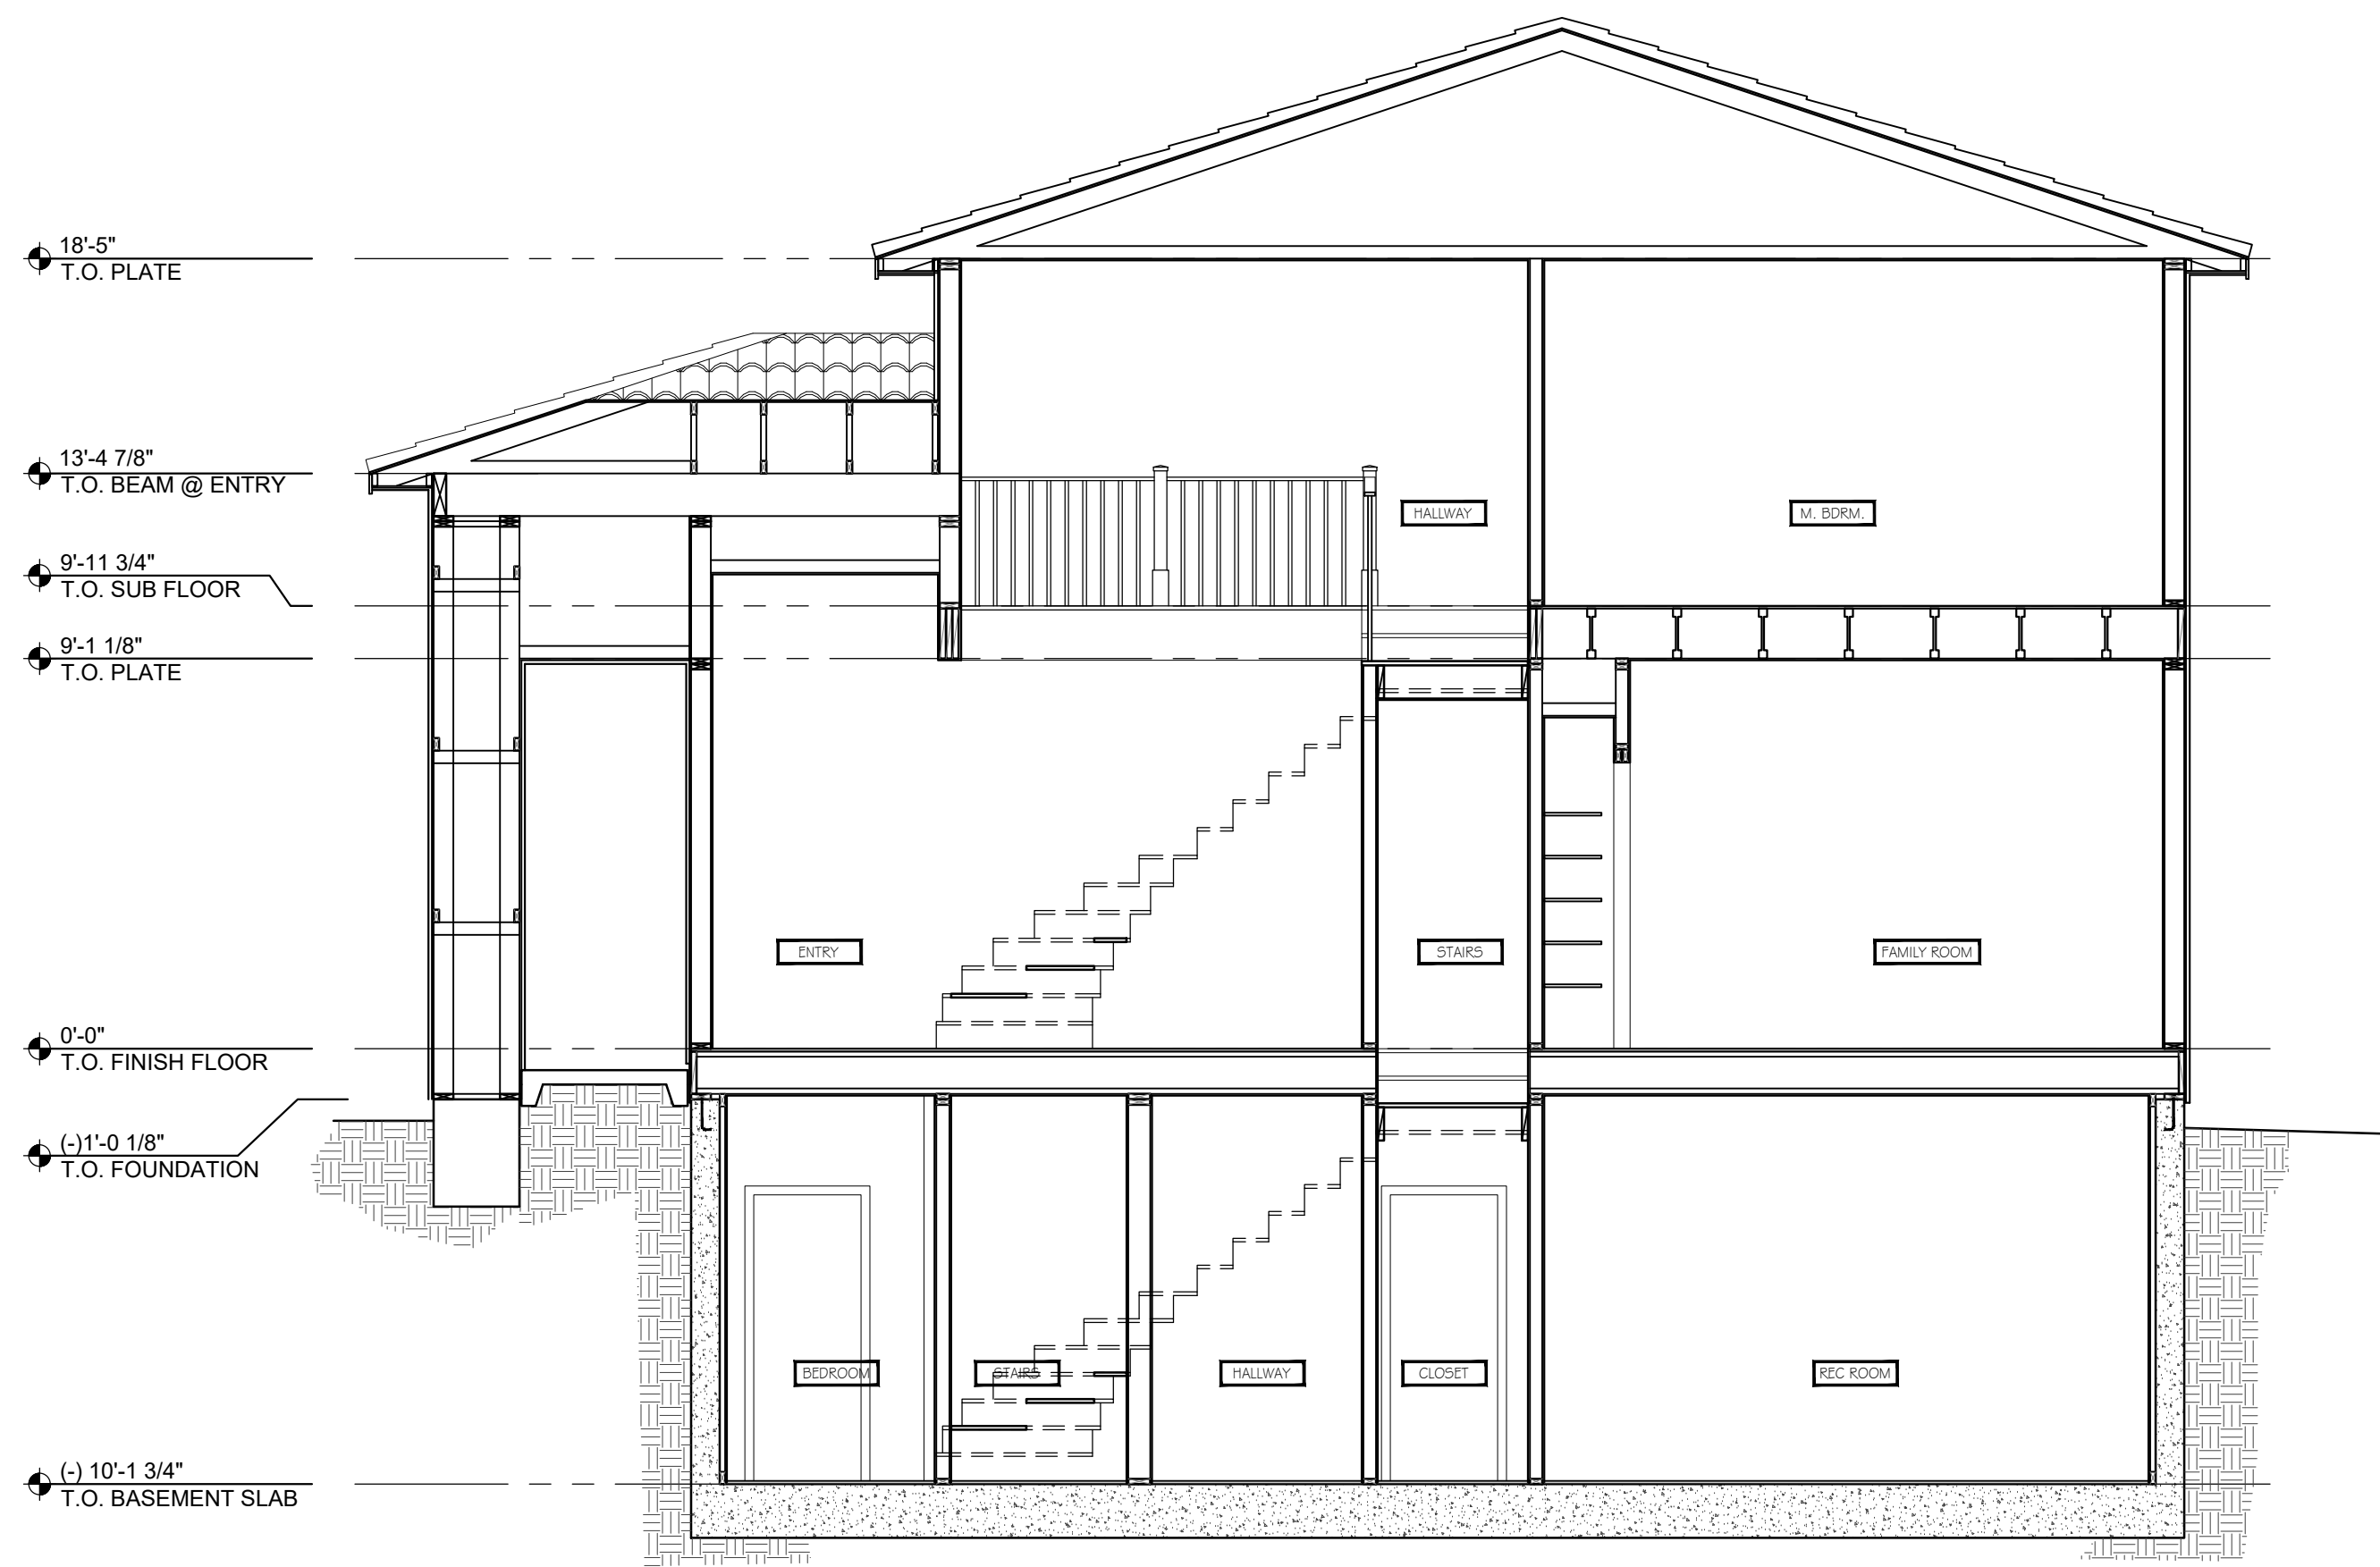 18'-5"
T.O. PLATE
13'-4 7/8"
T.O. BEAM @ ENTRY
HALLWAY
M. BDRM.
9'-11 3/4"
T.O. SUB FLOOR
9'-1 1/8"
T.O. PLATE
ENTRY
STAIRS
FAMILY ROOM
0'-0"
T.O. FINISH FLOOR
(-)1'-0 1/8"
T.O. FOUNDATION
BEDROOM
STAIRS
HALLWAY
CLOSET
REC ROOM
(-) 10'-1 3/4"
T.O. BASEMENT SLAB